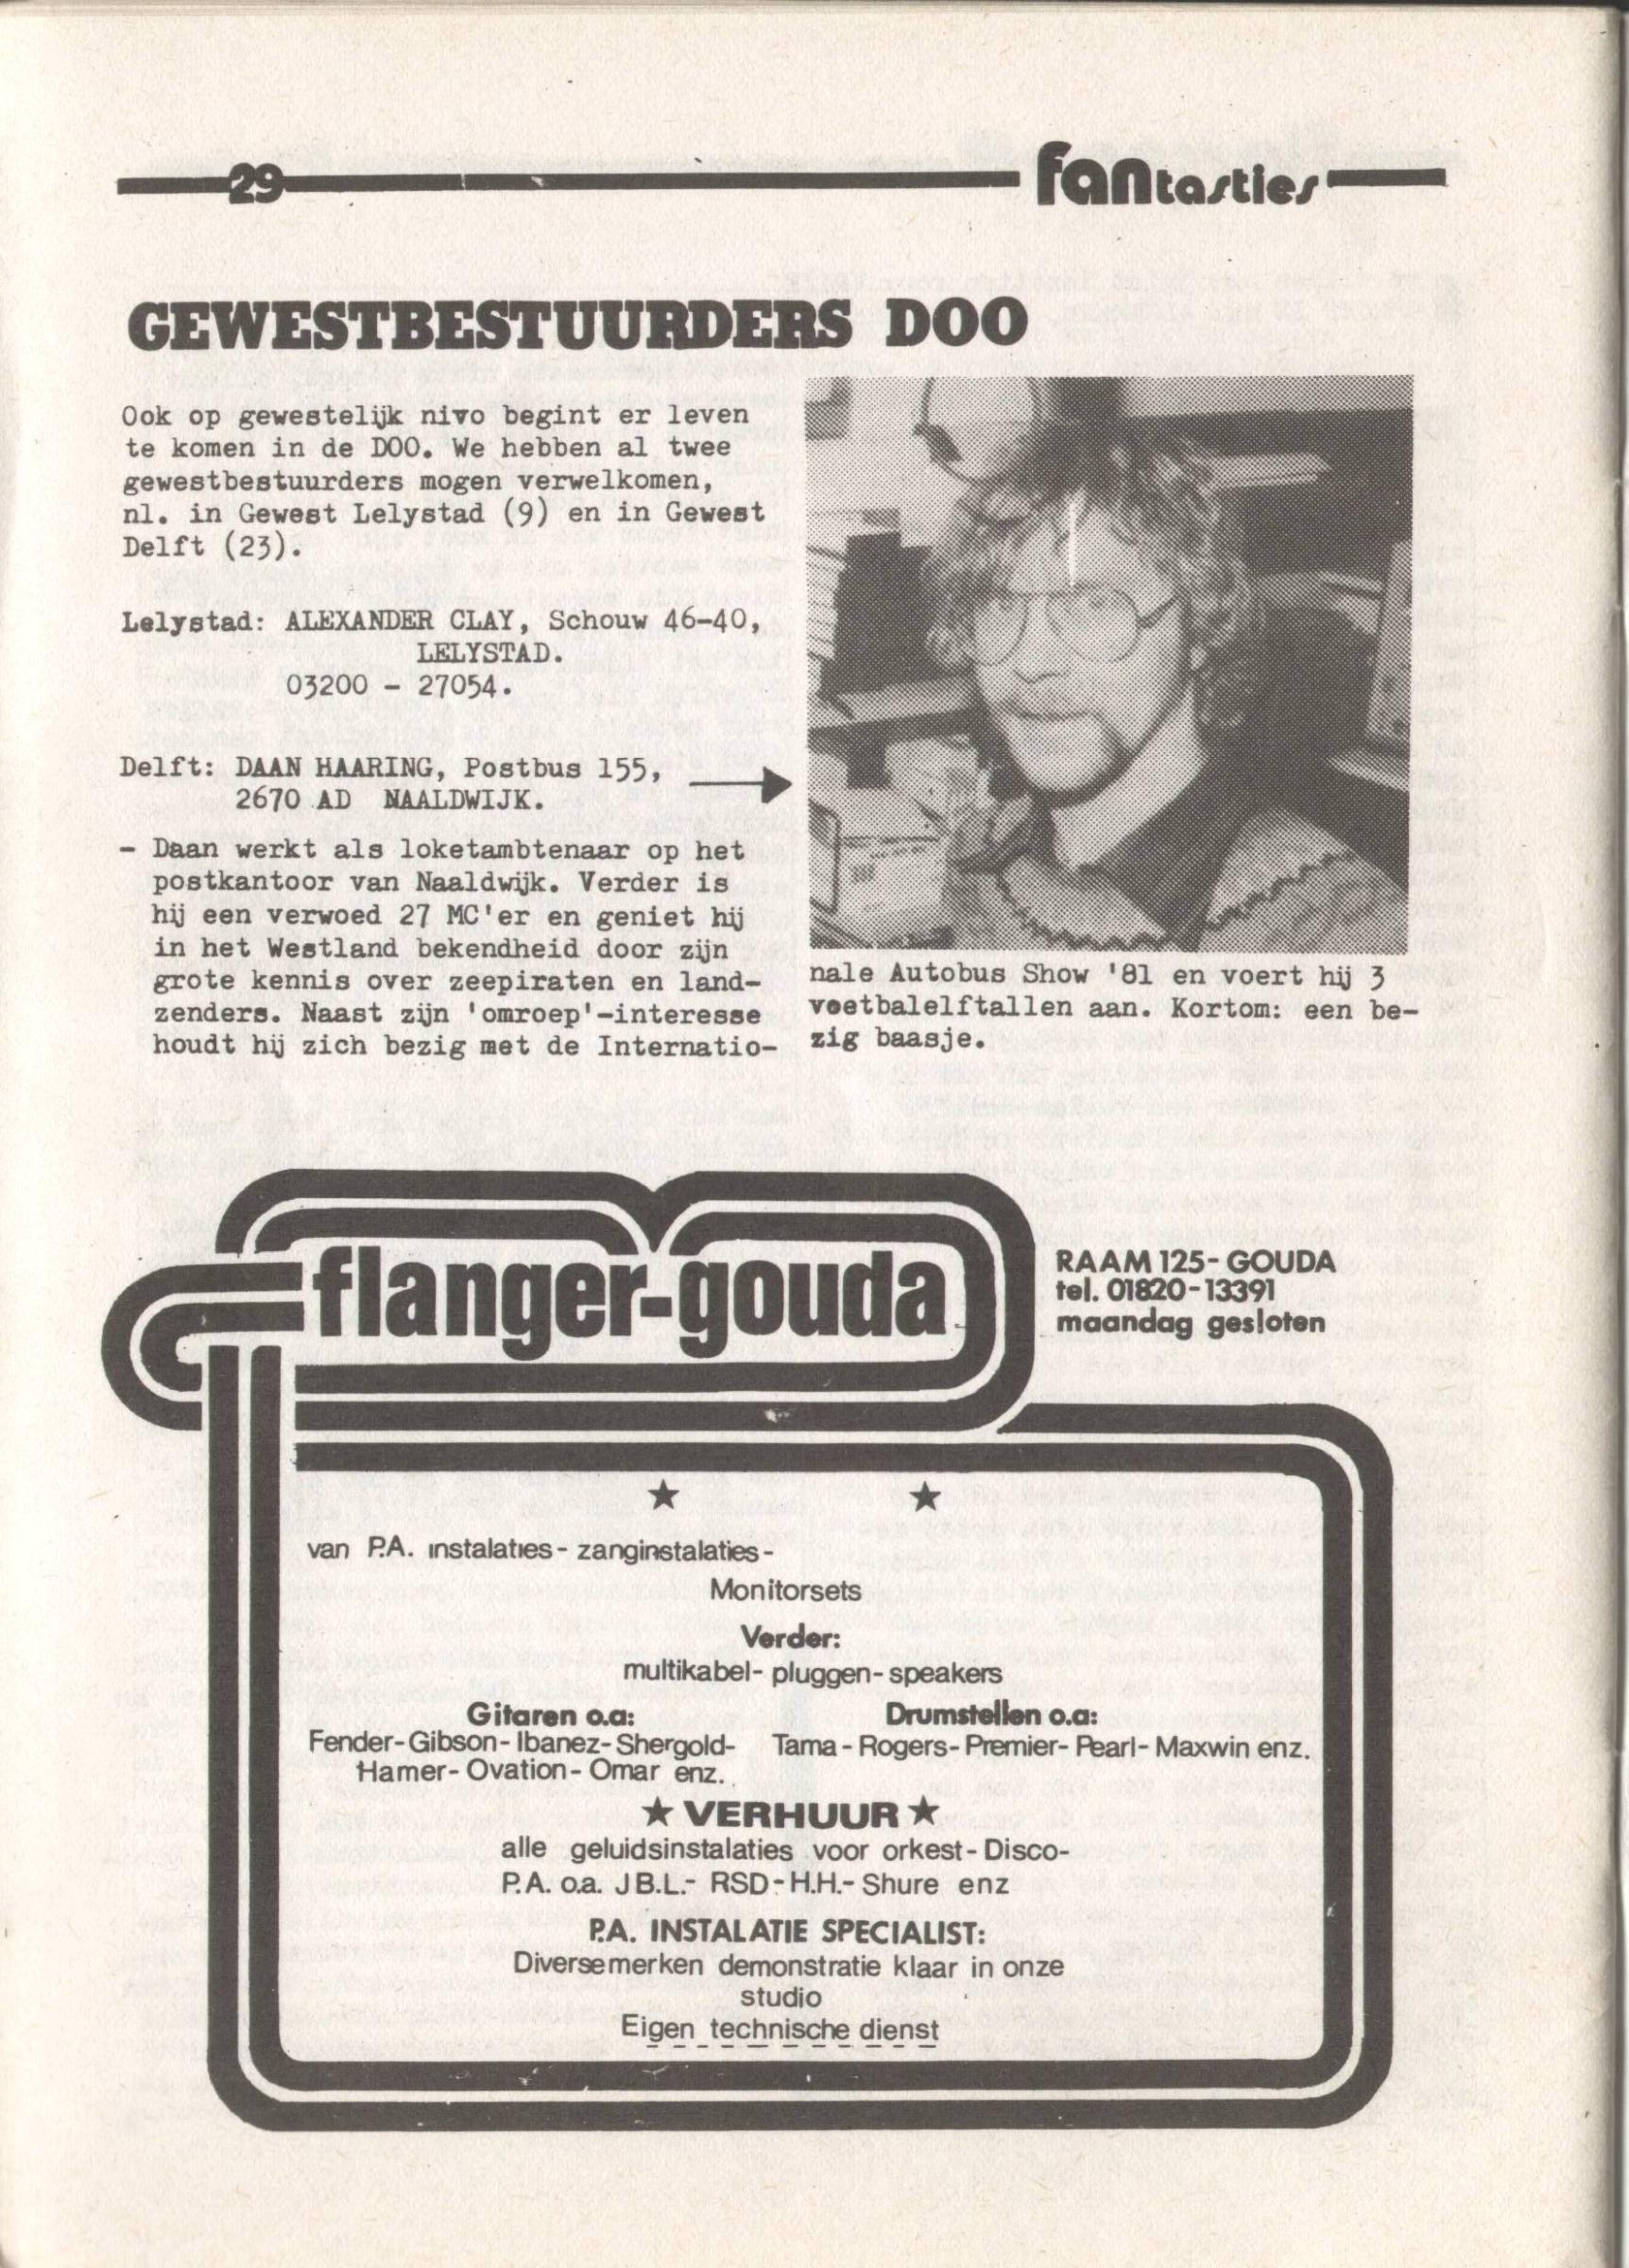 29
fantasties
GEWESTBESTUURDERS DOO
Ook op gewestelijk nivo begint er leven
te komen in de DOO. We hebben al twee
gewestbestuurders mogen verwelkomen,
nl. in Gewest Lelystad (9) en in Gewest
Delft (23).
Lelystad: ALEXANDER CLAY, Schouw 46-40,
LELYSTAD.
03200 - 27054.
Delft: DAAN HAARING, Postbus 155,
2670 AD NAALDWIJK.
- Daan werkt als loketambtenaar op het
postkantoor van Naaldwijk. Verder is
hij een verwoed 27 MC'er en geniet hij
in het Westland bekendheid door zijn
grote kennis over zeepiraten en land-
zenders. Naast zijn 'omroep'-interesse
houdt hij zich bezig met de Internatio-
nale Autobus Show '81 en voert hij 3
voetbalelftallen aan. Kortom: een be-
zig baasje.
flanger-gouda
RAAM 125- GOUDA
tel. 01820-13391
maandag gesloten
★ ★
van P.A. instalaties- zanginstalaties-
Monitorsets
Verder:
multikabel- pluggen- speakers
Gitaren o.a:
Fender- Gibson- Ibanez- Shergold-
Hamer- Ovation- Omar enz.
Drumstellen o.a:
Tama - Rogers- Premier- Pearl- Maxwin enz.
★ VERHUUR ★
alle geluidsinstalaties voor orkest- Disco-
P.A. o.a. J B.L.- RSD- H.H.- Shure enz
P.A. INSTALATIE SPECIALIST:
Diverse merken demonstratie klaar in onze
studio
Eigen technische dienst